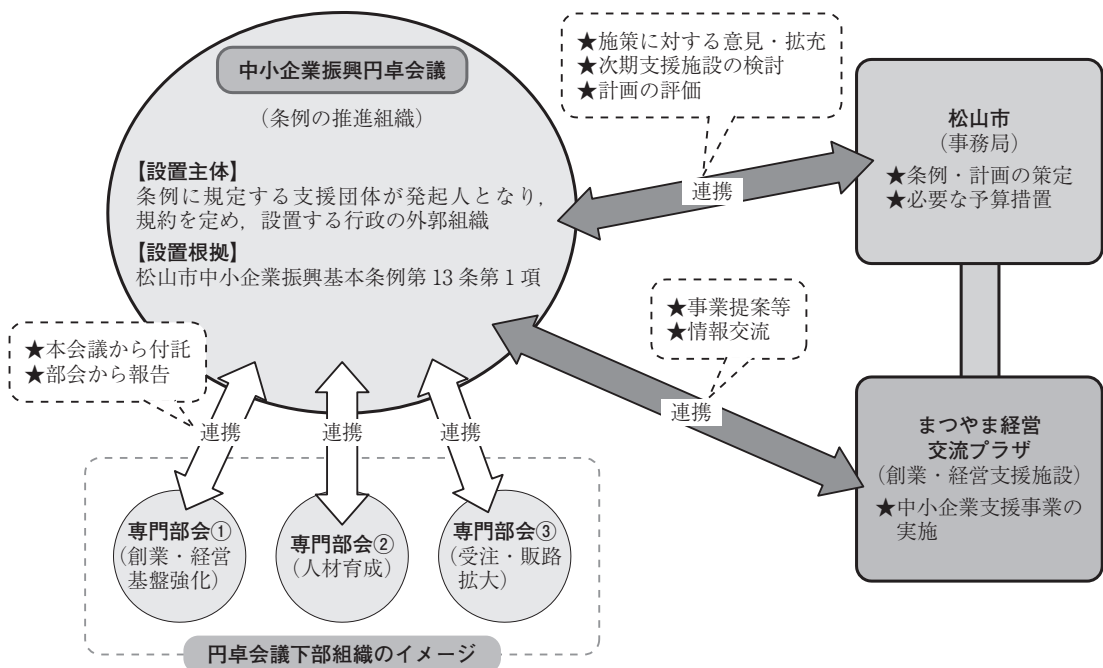 中小企業振興円卓会議
(条例の推進組織)
【設置主体】
条例に規定する支援団体が発起人となり,
規約を定め,設置する行政の外郭組織
【設置根拠】
松山市中小企業振興基本条例第13条第1項
★施策に対する意見・拡充
★次期支援施設の検討
★計画の評価
連携
松山市
(事務局)
★条例・計画の策定
★必要な予算措置
★事業提案等
★情報交流
連携
まつやま経営
交流プラザ
(創業・経営支援施設)
★中小企業支援事業の
実施
★本会議から付託
★部会から報告
連携
連携
連携
専門部会①
(創業・経営
基盤強化)
専門部会②
(人材育成)
専門部会③
(受注・販路
拡大)
円卓会議下部組織のイメージ